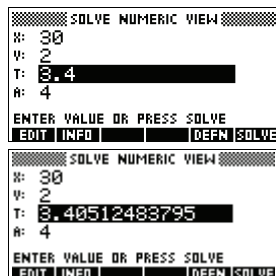 SOLVE NUMERIC VIEW
X: 30
V: 2
T: 3.4
A: 4
ENTER VALUE OR PRESS SOLVE
EDIT INFO DEFN SOLVE
SOLVE NUMERIC VIEW
X: 30
V: 2
T: 3.40512483795
A: 4
ENTER VALUE OR PRESS SOLVE
EDIT INFO DEFN SOLVE